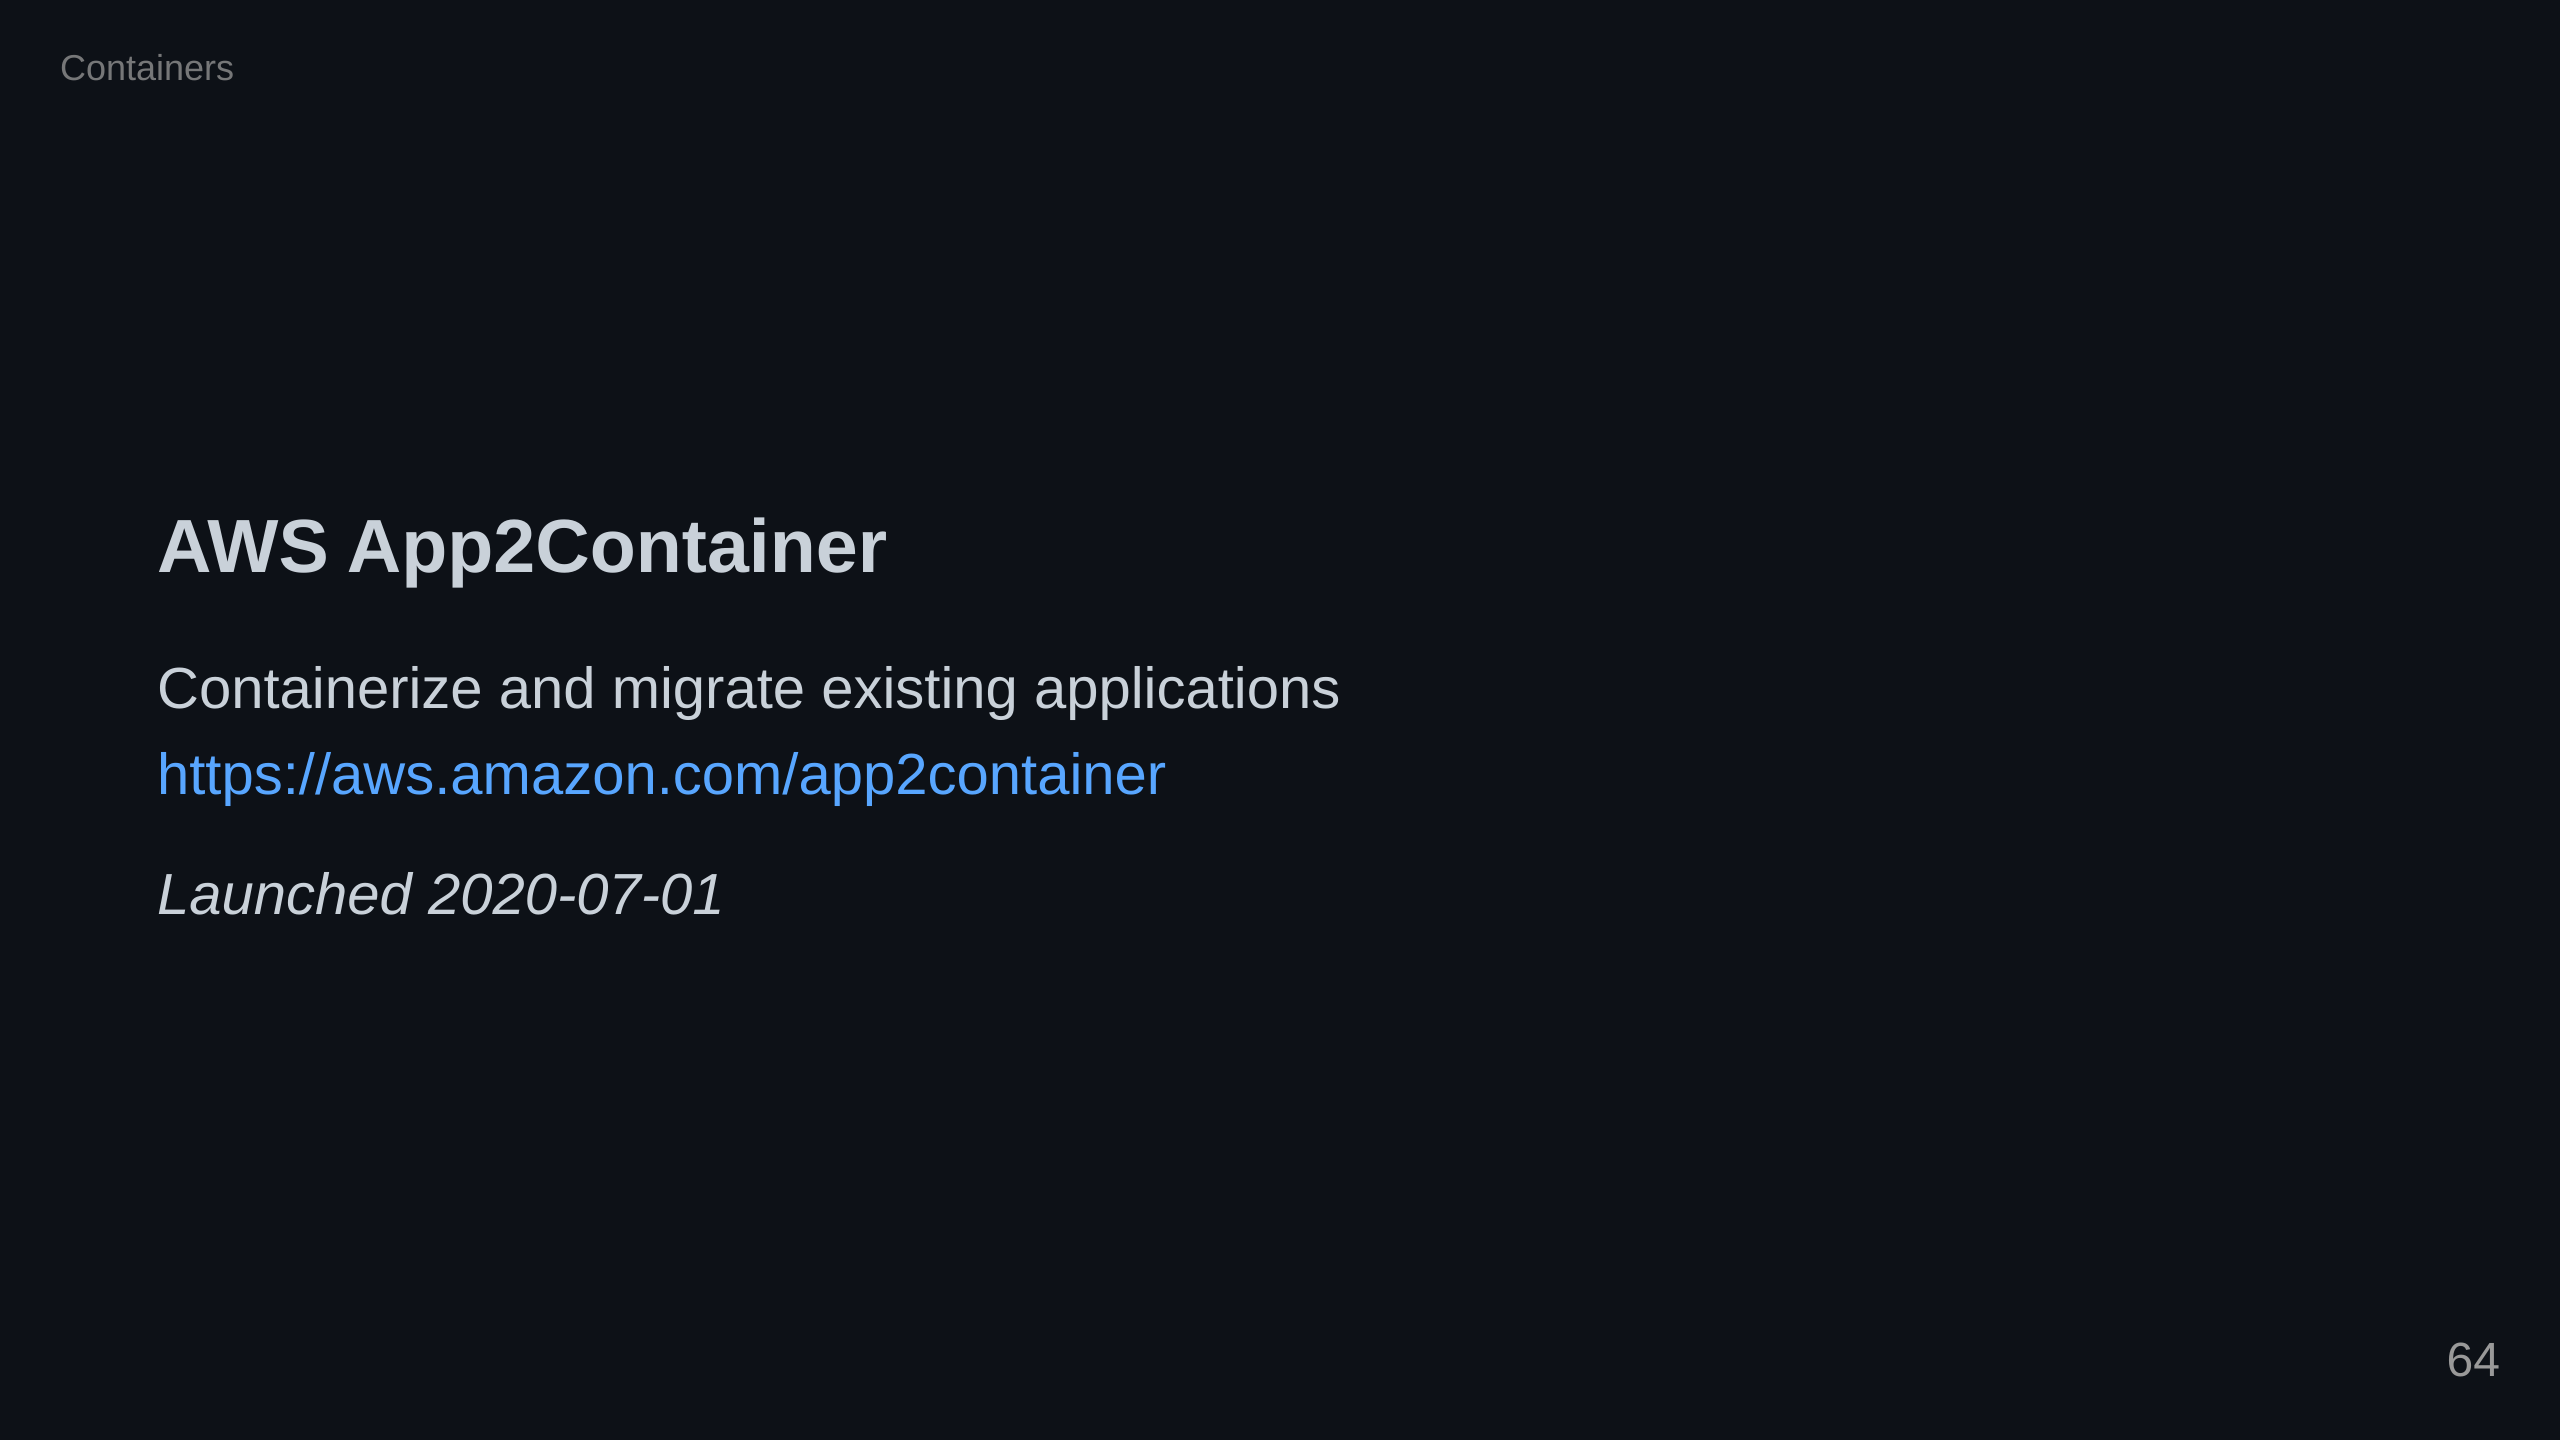 Containers
AWS App2Container
Containerize and migrate existing applications
https://aws.amazon.com/app2container
Launched 2020-07-01
64